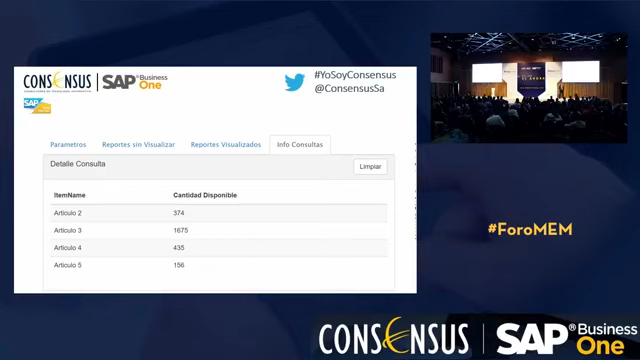 CONSENSUS | SAP Business One
#YoSoyConsensus
@ConsensusSa
SAP
Parametros Reportes sin Visualizar Reportes Visualizados Info Consultas
Detalle Consulta Limpiar
ItemName Cantidad Disponible
Articulo 2 374
Articulo 3 1675
Articulo 4 435
Articulo 5 156
#ForoMEM
CONSENSUS | SAP® Business One